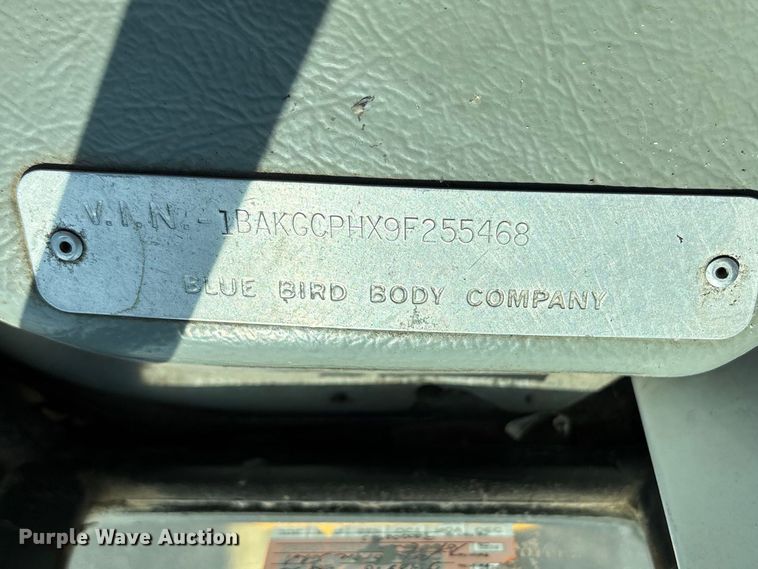 V.I.N.-1BAKGCPHX9F255468
BLUE BIRD BODY COMPANY
Purple Wave Auction®